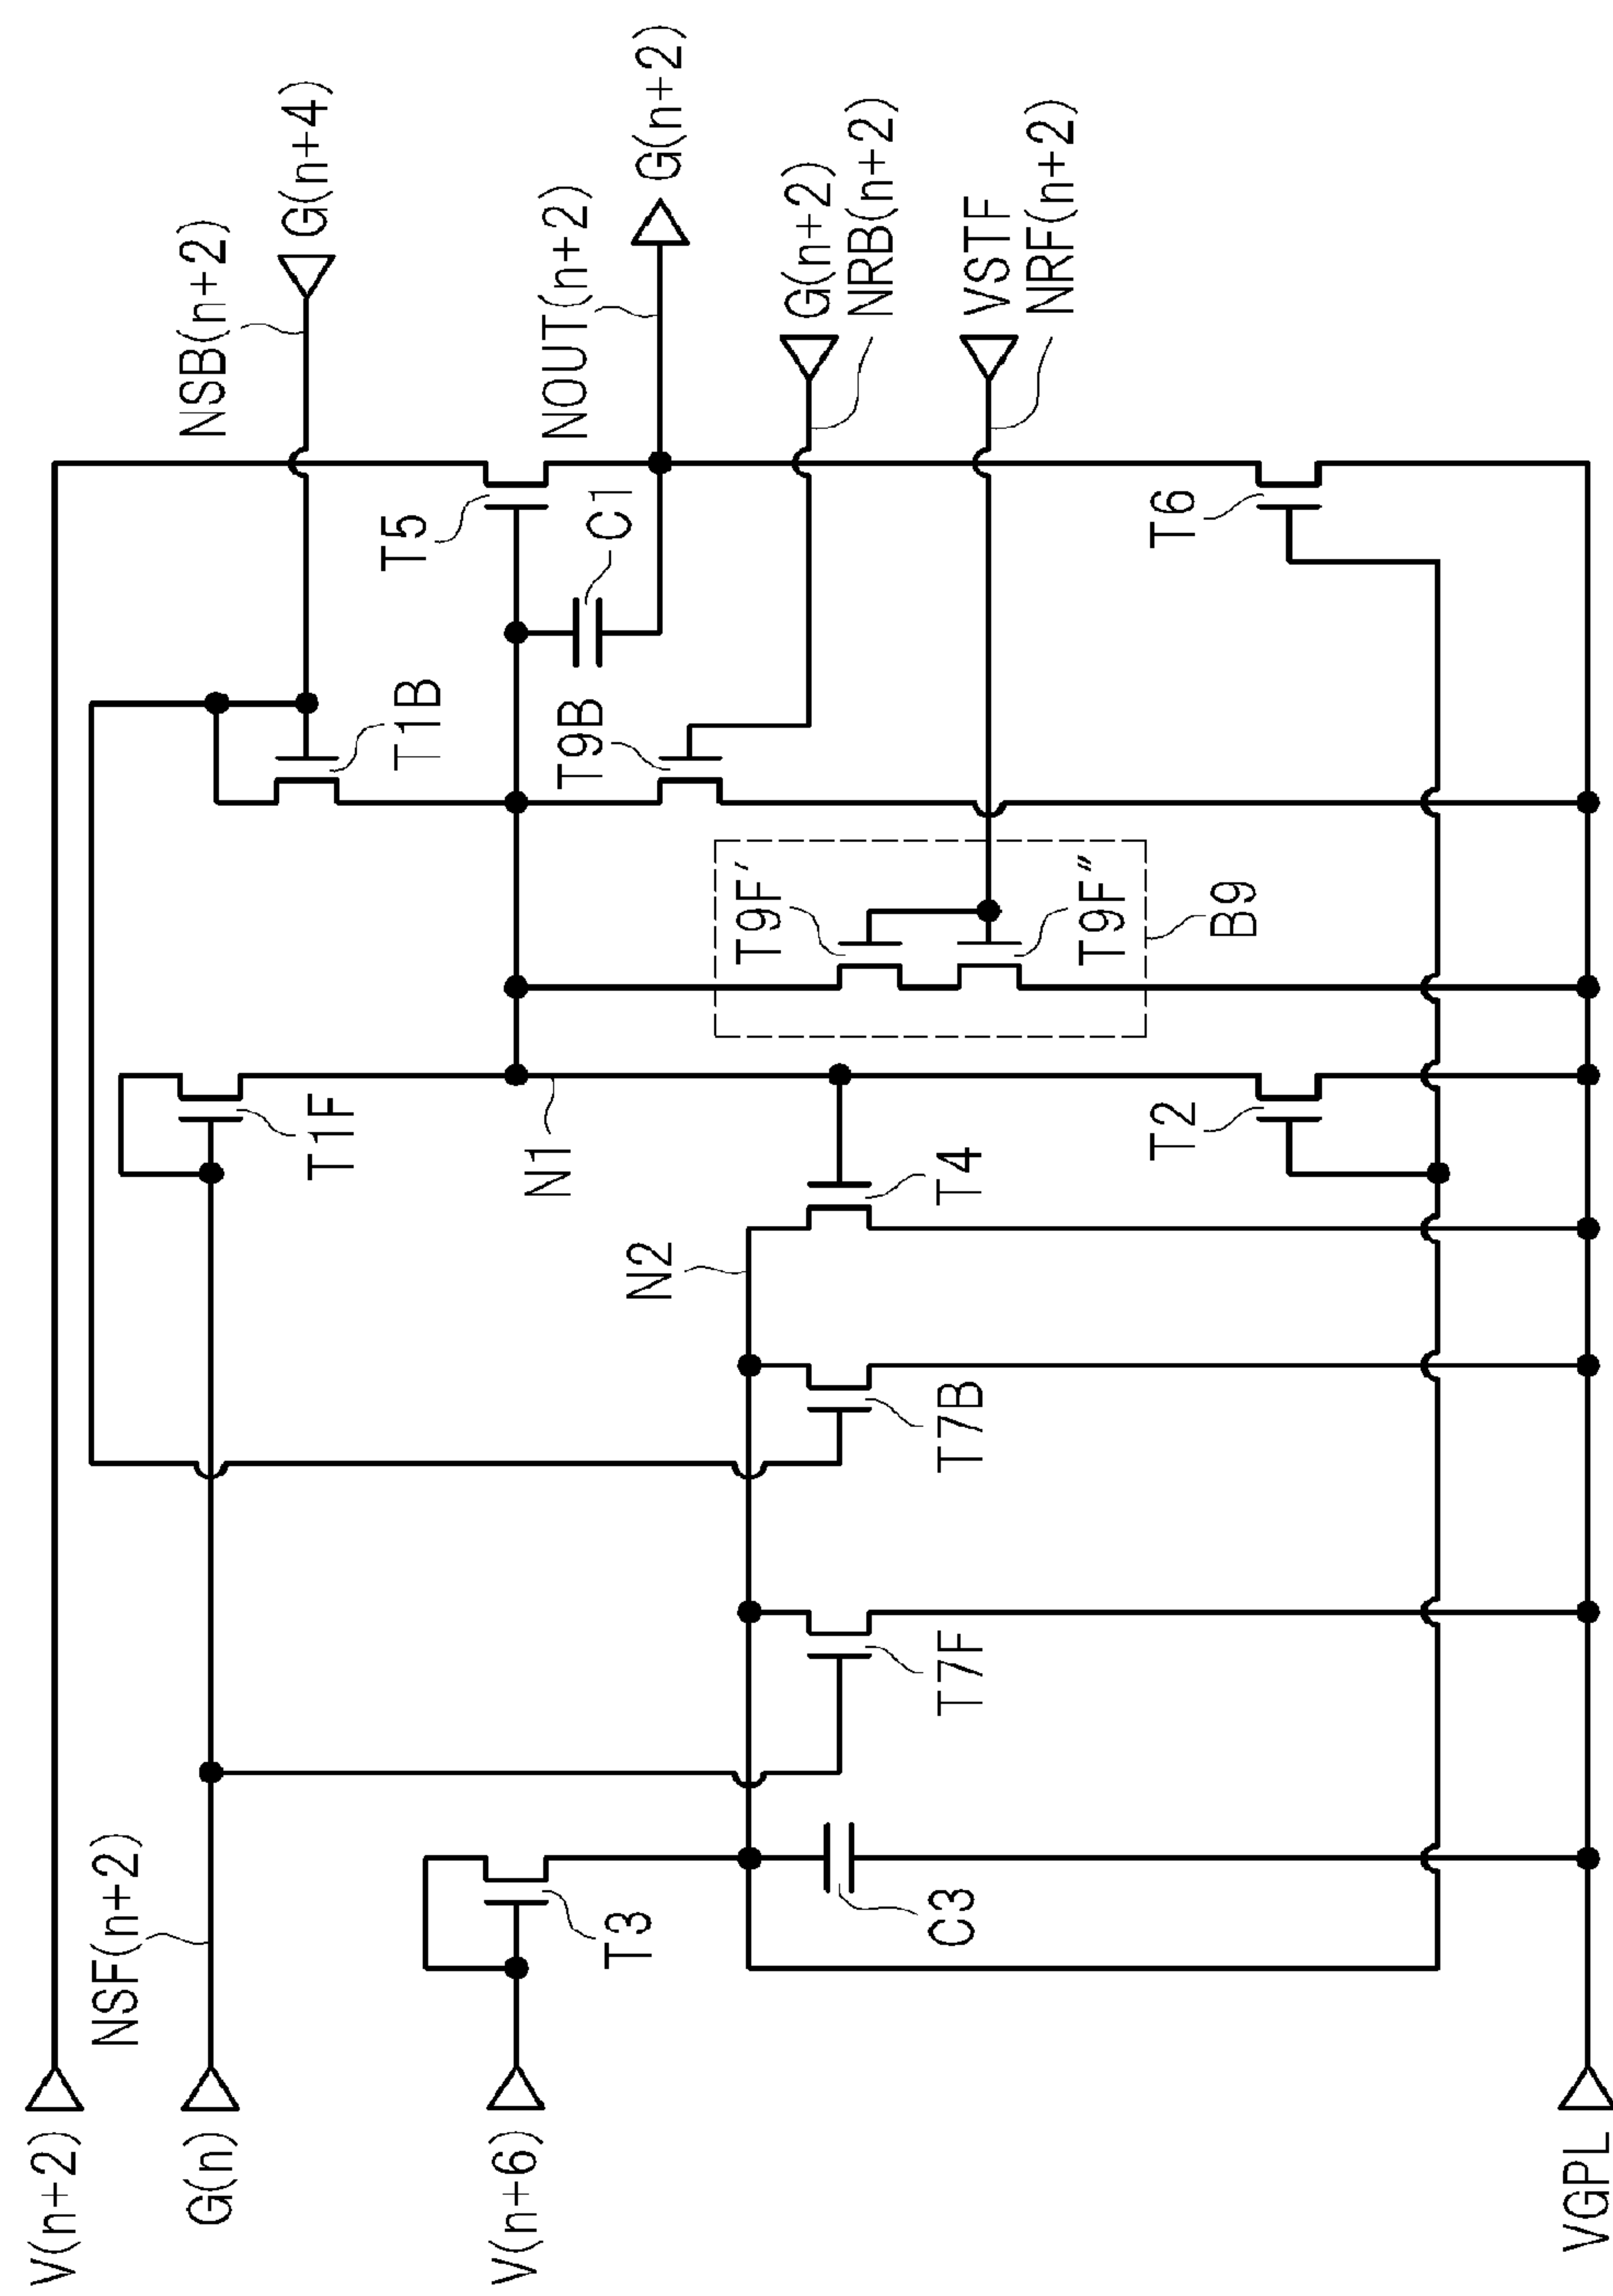 V(n+2)
G(n)
V(n+6)
VGPL
NSF(n+2)
T3
C3
T7F
T7B
N2
T4
T1F
N1
T2
T9F′
T9F″
B9
T1B
T9B
C1
T5
T6
NSB(n+2)
G(n+4)
NOUT(n+2)
G(n+2)
G(n+2)
NRB(n+2)
VSTF
NRF(n+2)